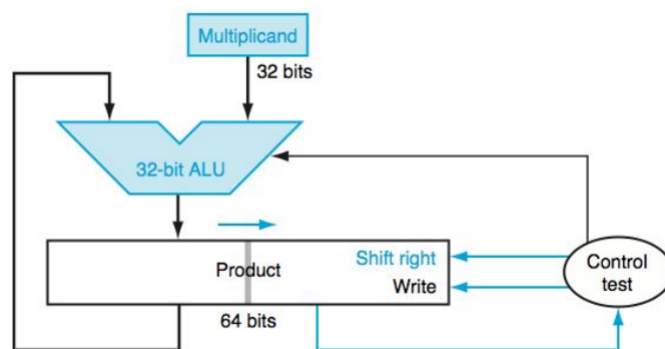 Multiplicand
32 bits
32-bit ALU
Product
Shift right
Write
Control
test
64 bits